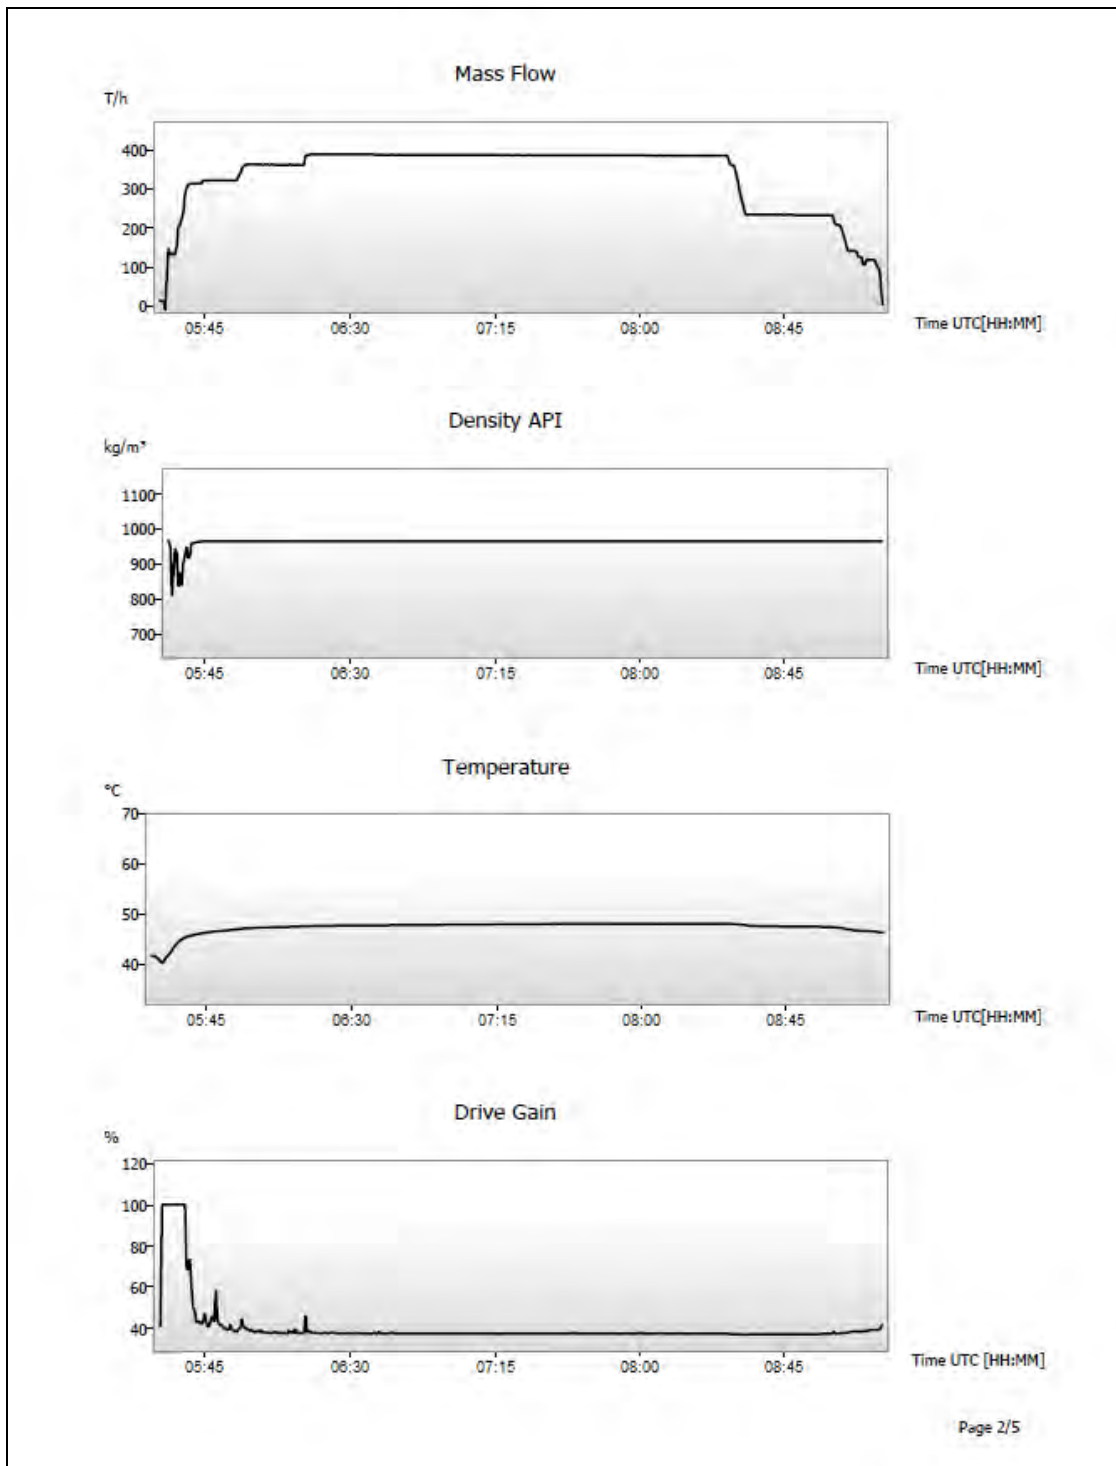 Mass Flow
T/h
400
300
200
100
0
05:45 06:30 07:15 08:00 08:45 Time UTC[HH:MM]
Density API
kg/m³
1100
1000
900
800
700
05:45 06:30 07:15 08:00 08:45 Time UTC[HH:MM]
Temperature
°C
70
60
50
40
05:45 06:30 07:15 08:00 08:45 Time UTC[HH:MM]
Drive Gain
%
120
100
80
60
40
05:45 06:30 07:15 08:00 08:45 Time UTC [HH:MM]
Page 2/5